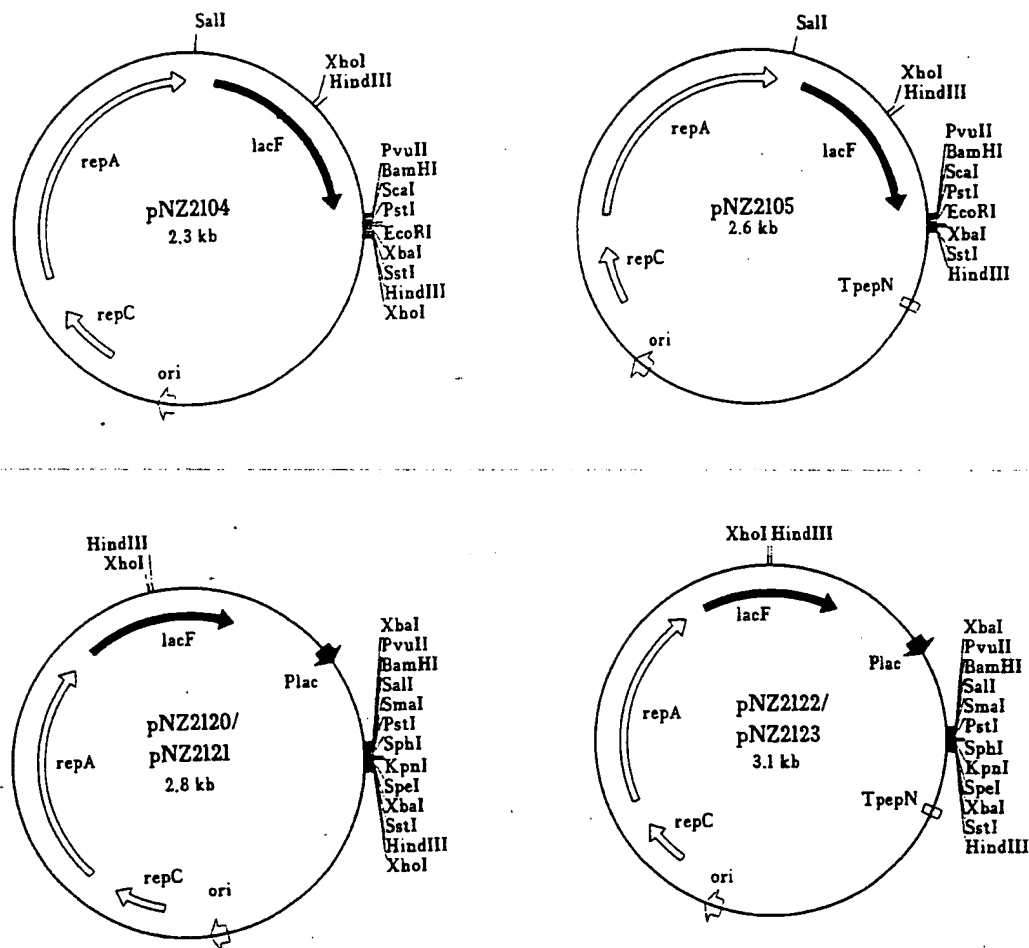 SalI
XhoI
HindIII
repA
lacF
PvuII
BamHI
ScaI
PstI
EcoRI
XbaI
SstI
HindIII
XhoI
pNZ2104
2.3 kb
repC
ori
SalI
XhoI
HindIII
repA
lacF
PvuII
BamHI
ScaI
PstI
EcoRI
XbaI
SstI
HindIII
pNZ2105
2.6 kb
repC
TpepN
ori
HindIII
XhoI
lacF
Plac
XbaI
PvuII
BamHI
SalI
SmaI
PstI
SphI
KpnI
SpeI
XbaI
SstI
HindIII
XhoI
pNZ2120/
pNZ2121
2.8 kb
repA
repC
ori
XhoI HindIII
lacF
Plac
XbaI
PvuII
BamHI
SalI
SmaI
PstI
SphI
KpnI
SpeI
XbaI
SstI
HindIII
repA
pNZ2122/
pNZ2123
3.1 kb
TpepN
repC
ori